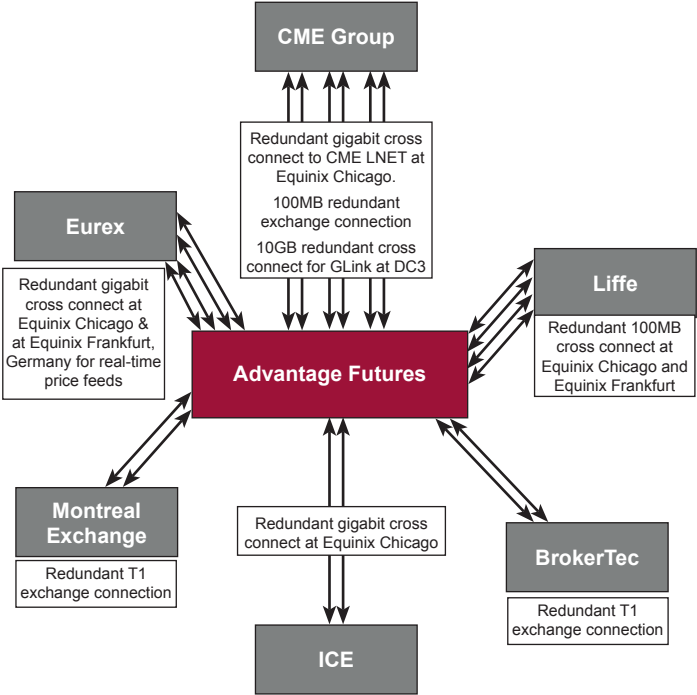 CME Group
Redundant gigabit cross
connect to CME LNET at
Equinix Chicago.
100MB redundant
exchange connection
10GB redundant cross
connect for GLink at DC3
Eurex
Redundant gigabit
cross connect at
Equinix Chicago &
at Equinix Frankfurt,
Germany for real-time
price feeds
Liffe
Redundant 100MB
cross connect at
Equinix Chicago and
Equinix Frankfurt
Advantage Futures
Montreal
Exchange
Redundant T1
exchange connection
Redundant gigabit cross
connect at Equinix Chicago
BrokerTec
Redundant T1
exchange connection
ICE